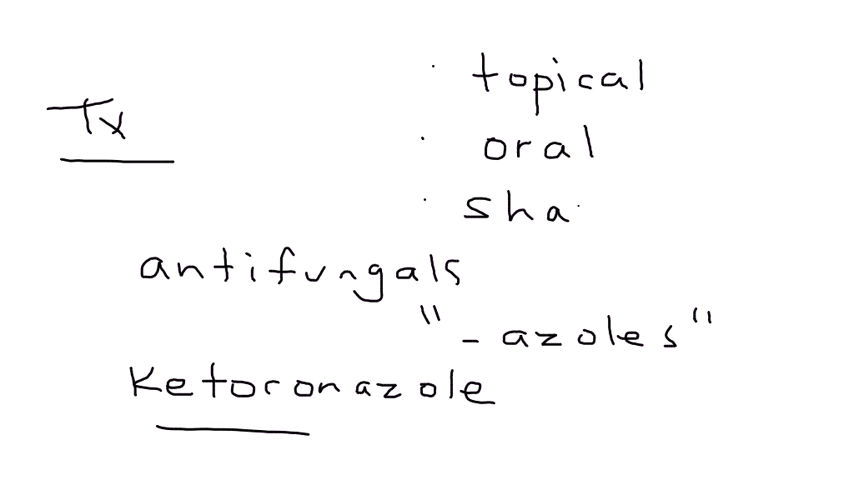 Tx
· topical
· oral
· sha
antifungals
"-azoles"
Ketoronazole